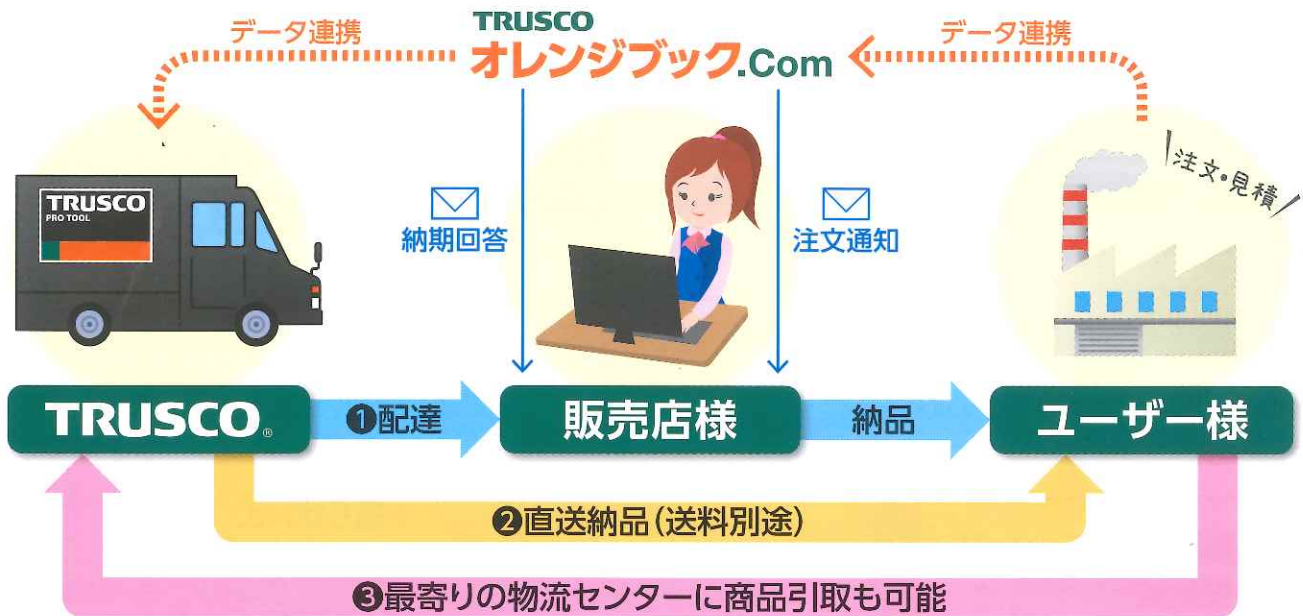 TRUSCO
オレンジブック.Com
データ連携
データ連携
TRUSCO
PRO TOOL
納期回答
注文通知
注文・見積
TRUSCO®
❶配達
販売店様
納品
ユーザー様
❷直送納品(送料別途)
❸最寄りの物流センターに商品引取も可能